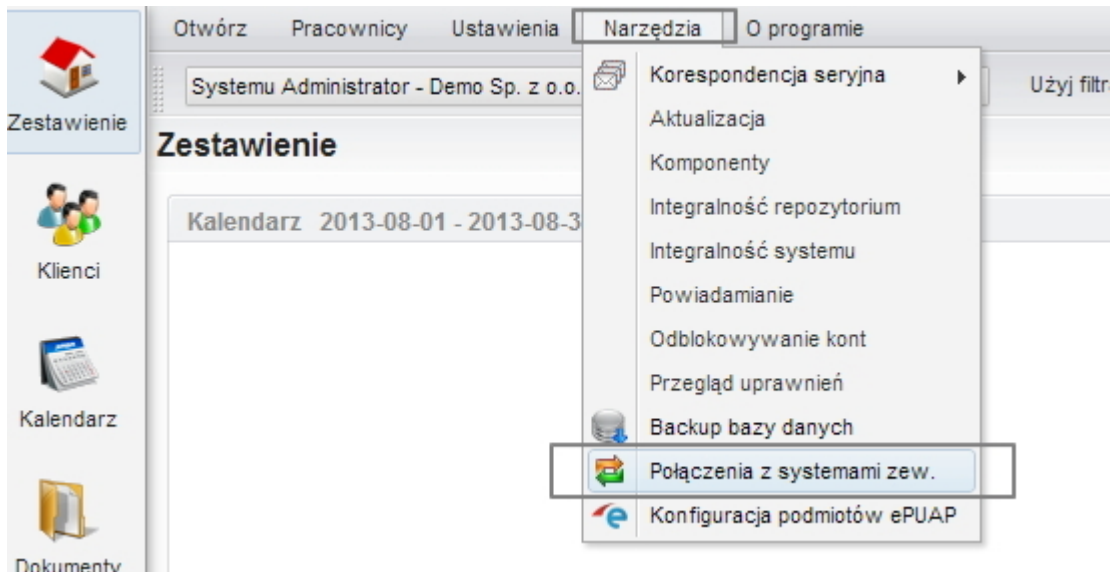 Otwórz Pracownicy Ustawienia Narzędzia O programie
Systemu Administrator - Demo Sp. z o.o. Użyj filtra
Zestawienie
Zestawienie
Kalendarz 2013-08-01 - 2013-08-3
Klienci
Kalendarz
Dokumenty
Korespondencja seryjna
Aktualizacja
Komponenty
Integralność repozytorium
Integralność systemu
Powiadamianie
Odblokowywanie kont
Przegląd uprawnień
Backup bazy danych
Połączenia z systemami zew.
Konfiguracja podmiotów ePUAP